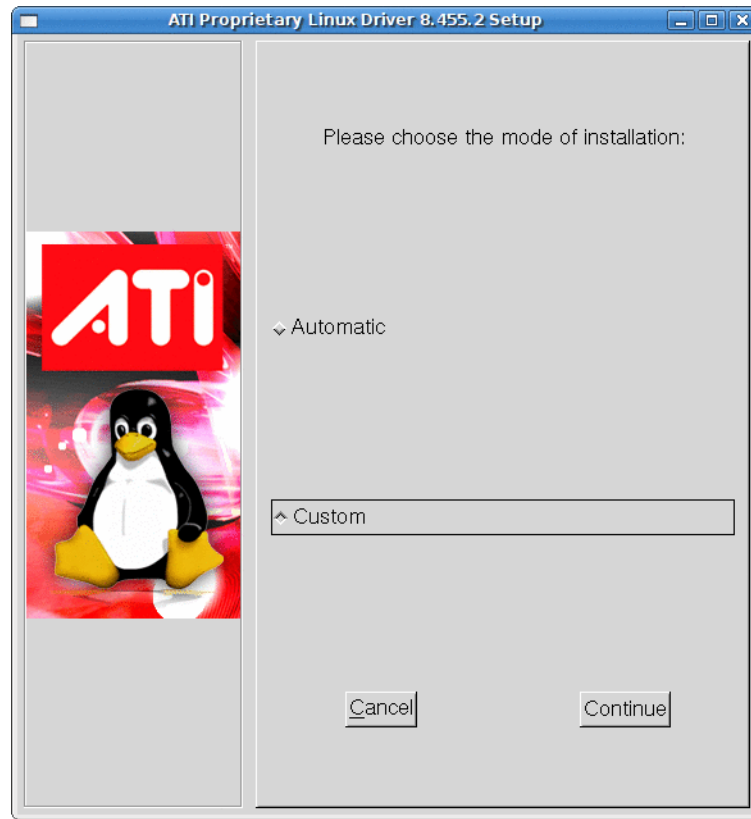 ATI Proprietary Linux Driver 8.455.2 Setup
ATI
Please choose the mode of installation:
Automatic
Custom
Cancel
Continue